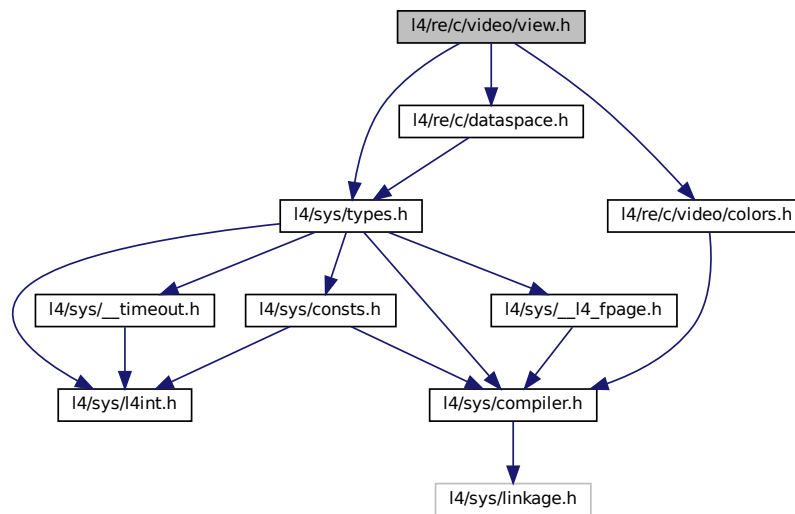 l4/re/c/video/view.h
l4/re/c/dataspace.h
l4/sys/types.h
l4/re/c/video/colors.h
l4/sys/__timeout.h
l4/sys/consts.h
l4/sys/__l4_fpage.h
l4/sys/l4int.h
l4/sys/compiler.h
l4/sys/linkage.h